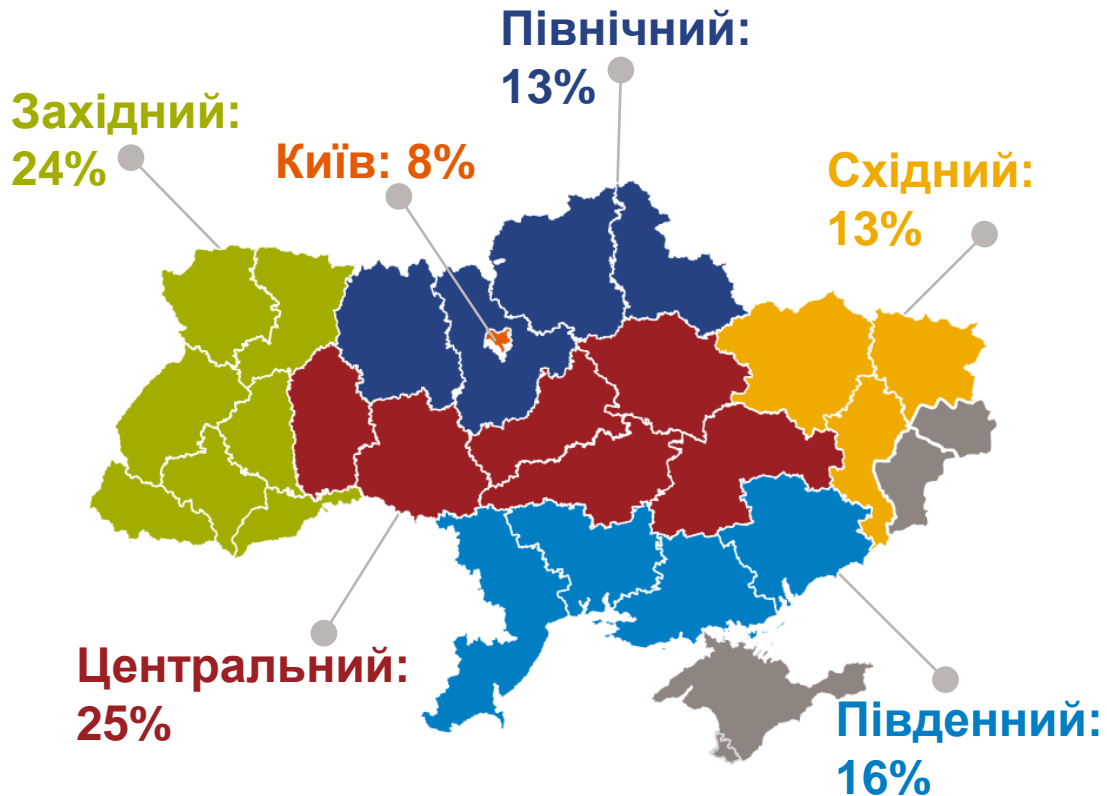 Північний:
13%
Західний:
24%
Київ: 8%
Східний:
13%
Центральний:
25%
Південний:
16%